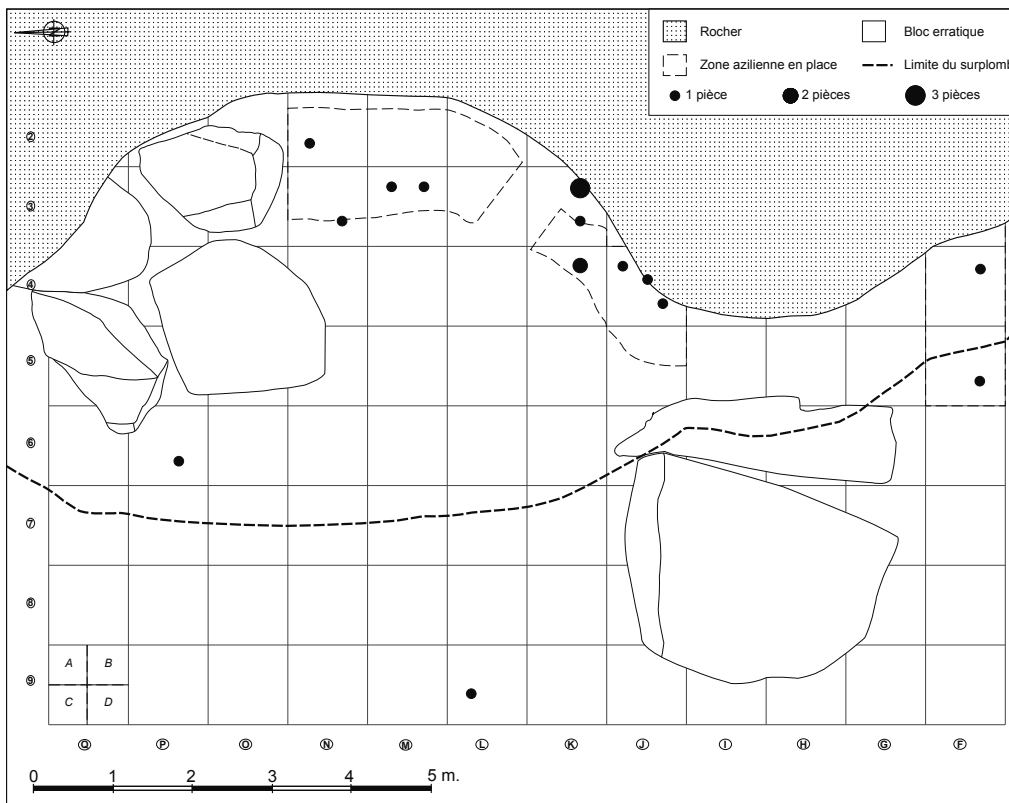 N
Rocher
Bloc erratique
Zone azilienne en place
Limite du surplomb
1 pièce
2 pièces
3 pièces
2
3
4
5
6
7
8
9
A B
C D
Q P O N M L K J I H G F
0 1 2 3 4 5 m.